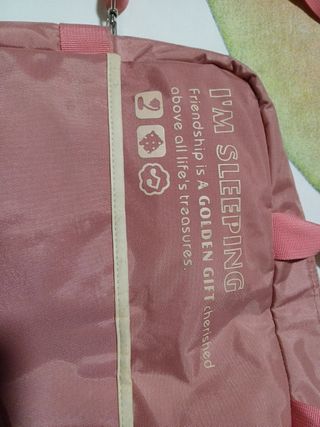 I'M SLEEPING
Friendship is A GOLDEN GIFT cherished
above all life's treasures.